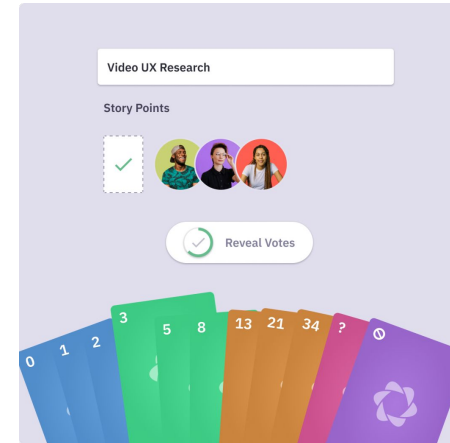 Video UX Research
Story Points
Reveal Votes
0
1
2
3
5
8
13
21
34
?
Ø